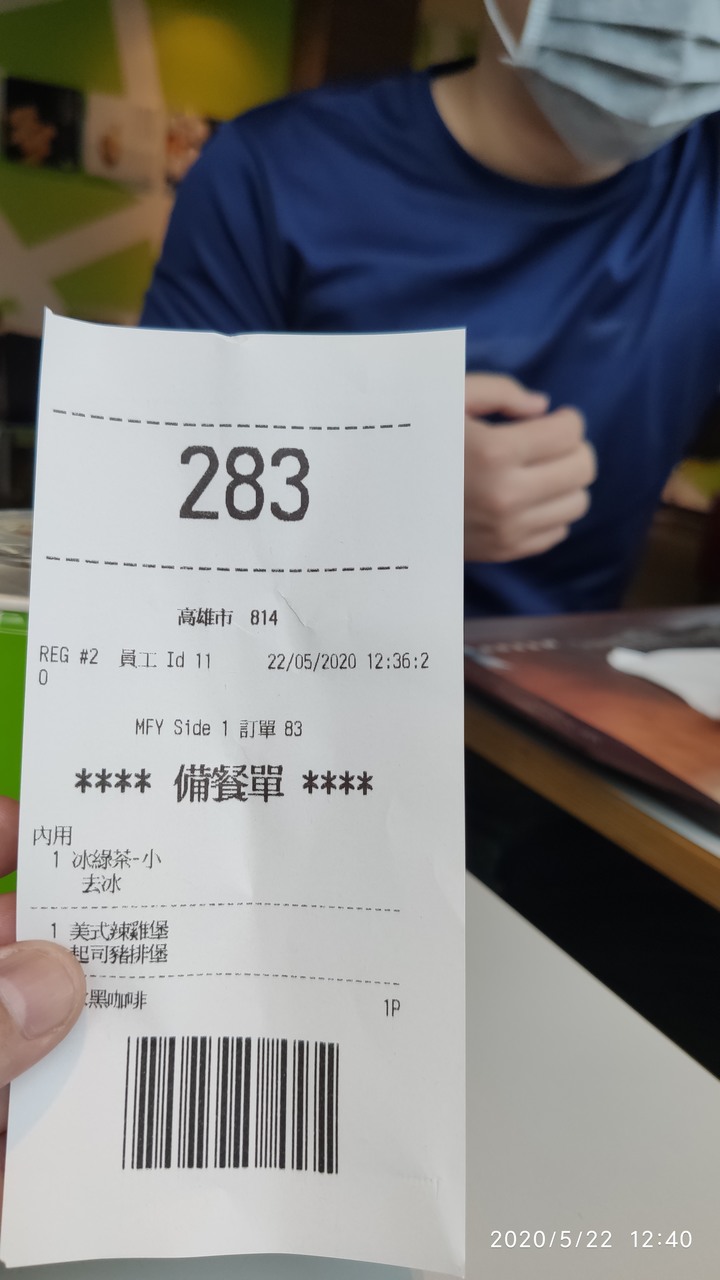 283
高雄市 814
REG #2 員工 Id 11 22/05/2020 12:36:2
0
MFY Side 1 訂單 83
**** 備餐單 ****
內用
1 冰綠茶-小
去冰
1 美式辣雞堡
起司豬排堡
黑咖啡 1P
2020/5/22 12:40